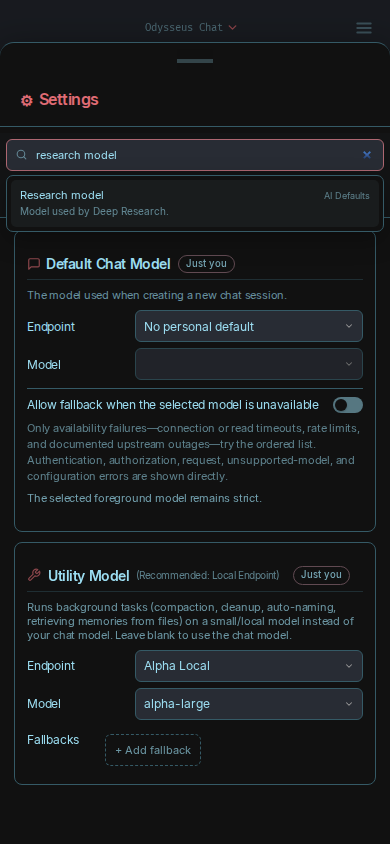 Odysseus Chat
Settings
research model
Research model AI Defaults
Model used by Deep Research.
Default Chat Model Just you
The model used when creating a new chat session.
Endpoint No personal default
Model
Allow fallback when the selected model is unavailable
Only availability failures—connection or read timeouts, rate limits,
and documented upstream outages—try the ordered list.
Authentication, authorization, request, unsupported-model, and
configuration errors are shown directly.
The selected foreground model remains strict.
Utility Model (Recommended: Local Endpoint) Just you
Runs background tasks (compaction, cleanup, auto-naming,
retrieving memories from files) on a small/local model instead of
your chat model. Leave blank to use the chat model.
Endpoint Alpha Local
Model alpha-large
Fallbacks
+ Add fallback